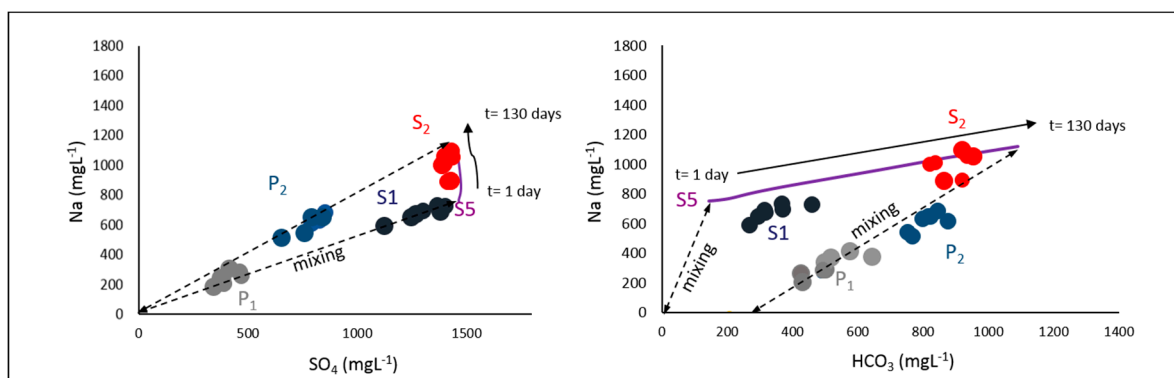 1800
1600
1400
1200
1000
800
600
400
200
0
Na (mgL-1)
0
500
1000
1500
SO4 (mgL-1)
P1
P2
S1
S2
S5
mixing
t= 130 days
t= 1 day
1800
1600
1400
1200
1000
800
600
400
200
0
Na (mgL-1)
0
200
400
600
800
1000
1200
1400
HCO3 (mgL-1)
S5
t= 1 day
S2
t= 130 days
S1
mixing
mixing
P1
P2